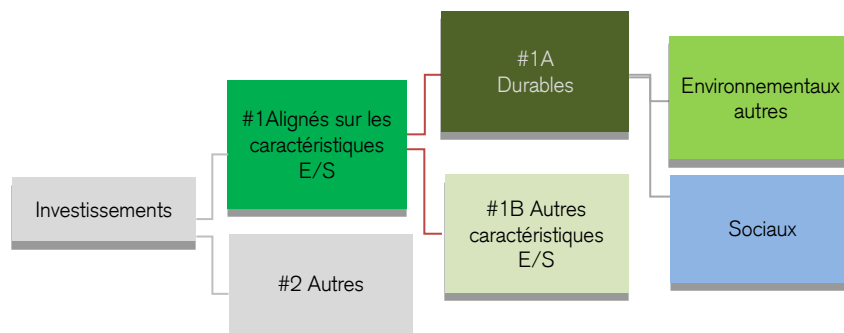 Investissements
#1Alignés sur les
caractéristiques
E/S
#2 Autres
#1A
Durables
#1B Autres
caractéristiques
E/S
Environnementaux
autres
Sociaux